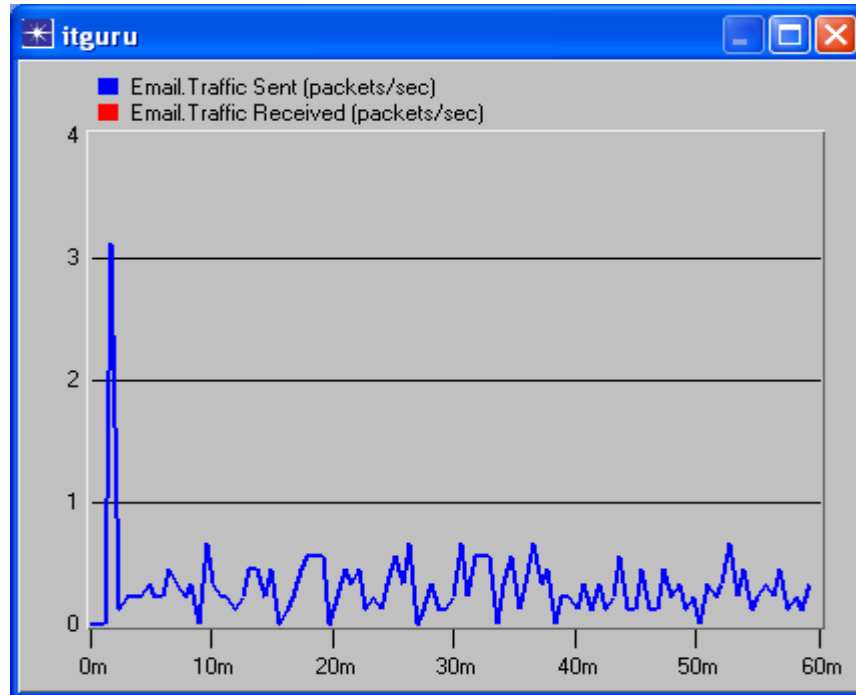 itguru
Email.Traffic Sent (packets/sec)
Email.Traffic Received (packets/sec)
4
3
2
1
0
0m 10m 20m 30m 40m 50m 60m